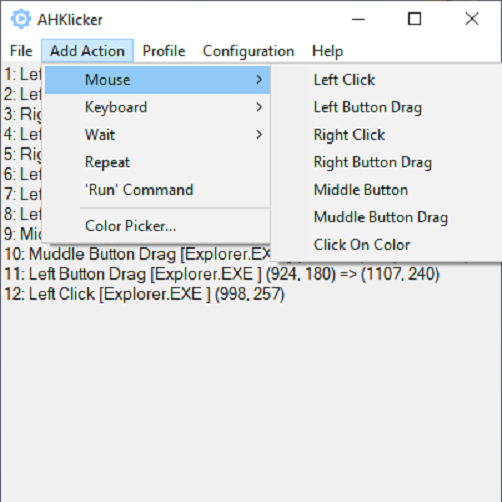 AHKlicker
File Add Action Profile Configuration Help
Mouse
Keyboard
Wait
Repeat
'Run' Command
Color Picker...
Left Click
Left Button Drag
Right Click
Right Button Drag
Middle Button
Muddle Button Drag
Click On Color
1: Lef
2: Lef
3: Rig
4: Lef
5: Rig
6: Lef
7: Lef
8: Lef
9: Mic
10: Muddle Button Drag [Explorer.EX
11: Left Button Drag [Explorer.EXE ] (924, 180) => (1107, 240)
12: Left Click [Explorer.EXE ] (998, 257)